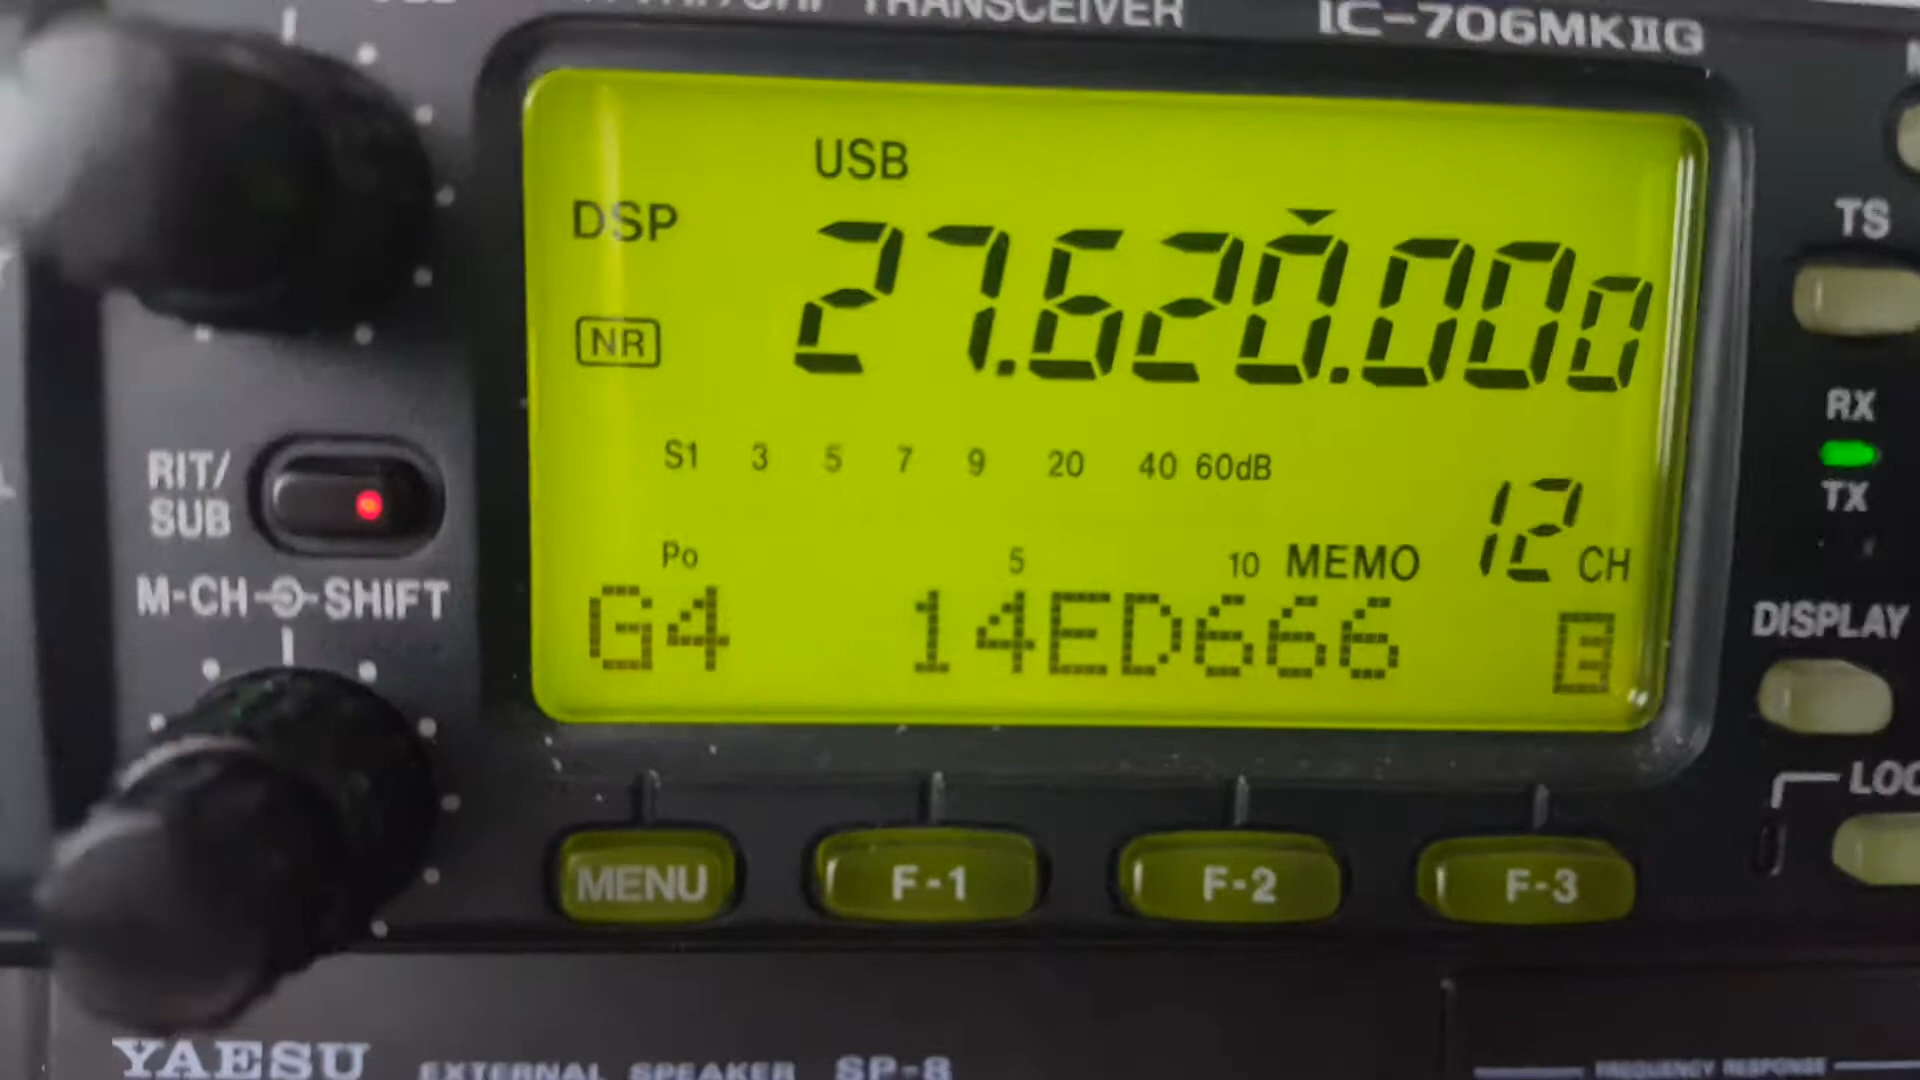 TRANSCEIVER
IC-706MKIIG
USB
DSP
27.620.000
NR
TS
RX
TX
S1 3 5 7 9 20 40 60dB
RIT/
SUB
12 CH
Po 5 10 MEMO
M-CH SHIFT
G4 14ED666 E
DISPLAY
MENU F-1 F-2 F-3
YAESU EXTERNAL SPEAKER SP-8
FREQUENCY RESPONSE